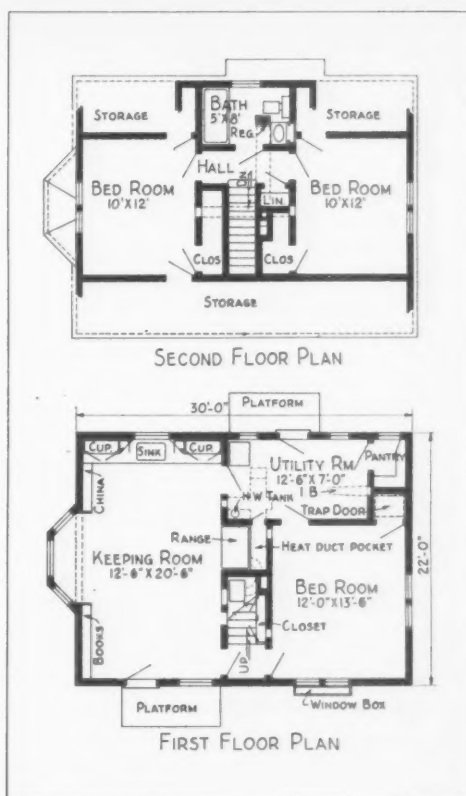 STORAGE
BATH
5'X8'
REG.
STORAGE
HALL
BED ROOM
10'X12'
BED ROOM
10'X12'
LIN.
CLOS
CLOS
STORAGE
SECOND FLOOR PLAN
30'-0"
PLATFORM
CUP.
SINK
CUP.
PANTRY
UTILITY RM
12'-6"X7'-0"
CHINA
H.W. TANK
I B
TRAP DOOR
RANGE
HEAT DUCT POCKET
KEEPING ROOM
12'-6"X20'-6"
BED ROOM
12'-0"X13'-6"
22'-0"
CLOSET
BOOKS
UP
PLATFORM
WINDOW BOX
FIRST FLOOR PLAN